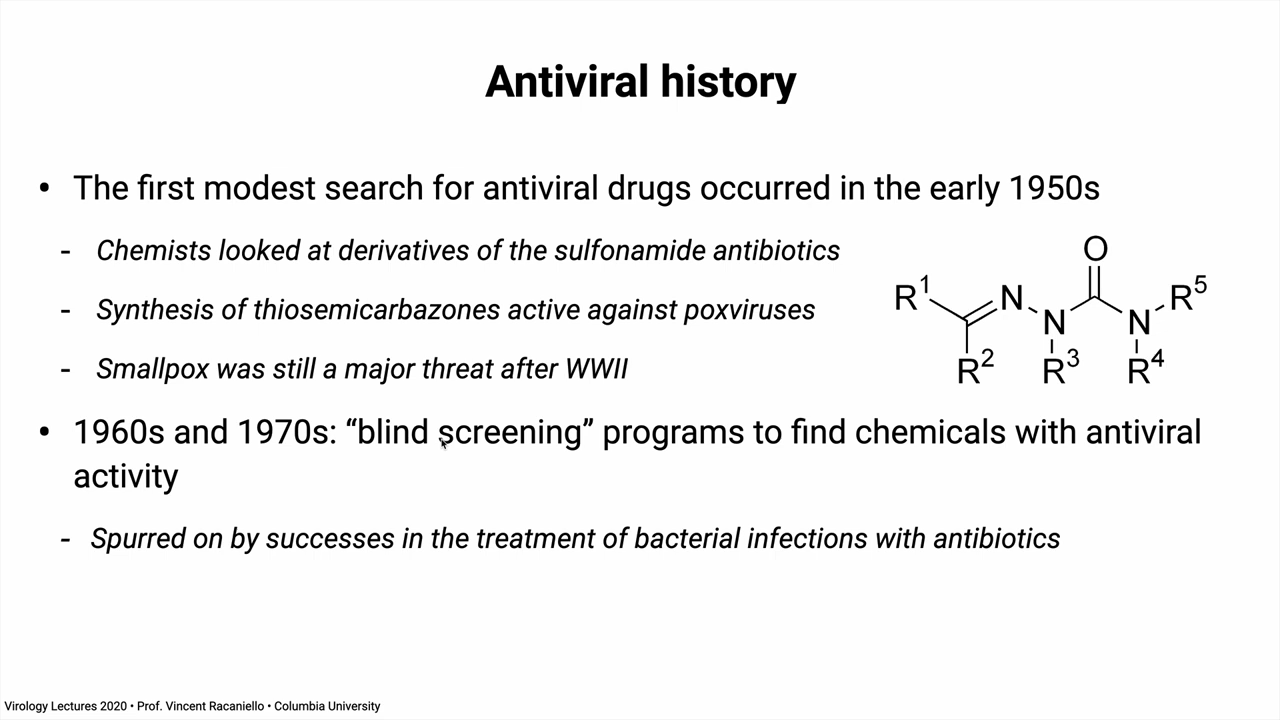 Antiviral history
• The first modest search for antiviral drugs occurred in the early 1950s
- Chemists looked at derivatives of the sulfonamide antibiotics
- Synthesis of thiosemicarbazones active against poxviruses
- Smallpox was still a major threat after WWII
O
R¹ N N N R⁵
R² R³ R⁴
• 1960s and 1970s: “blind screening” programs to find chemicals with antiviral
activity
- Spurred on by successes in the treatment of bacterial infections with antibiotics
Virology Lectures 2020 • Prof. Vincent Racaniello • Columbia University